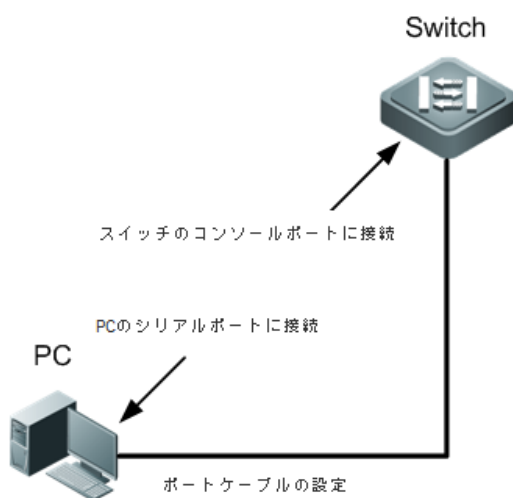 Switch
スイッチのコンソールポートに接続
PCのシリアルポートに接続
PC
ポートケーブルの設定